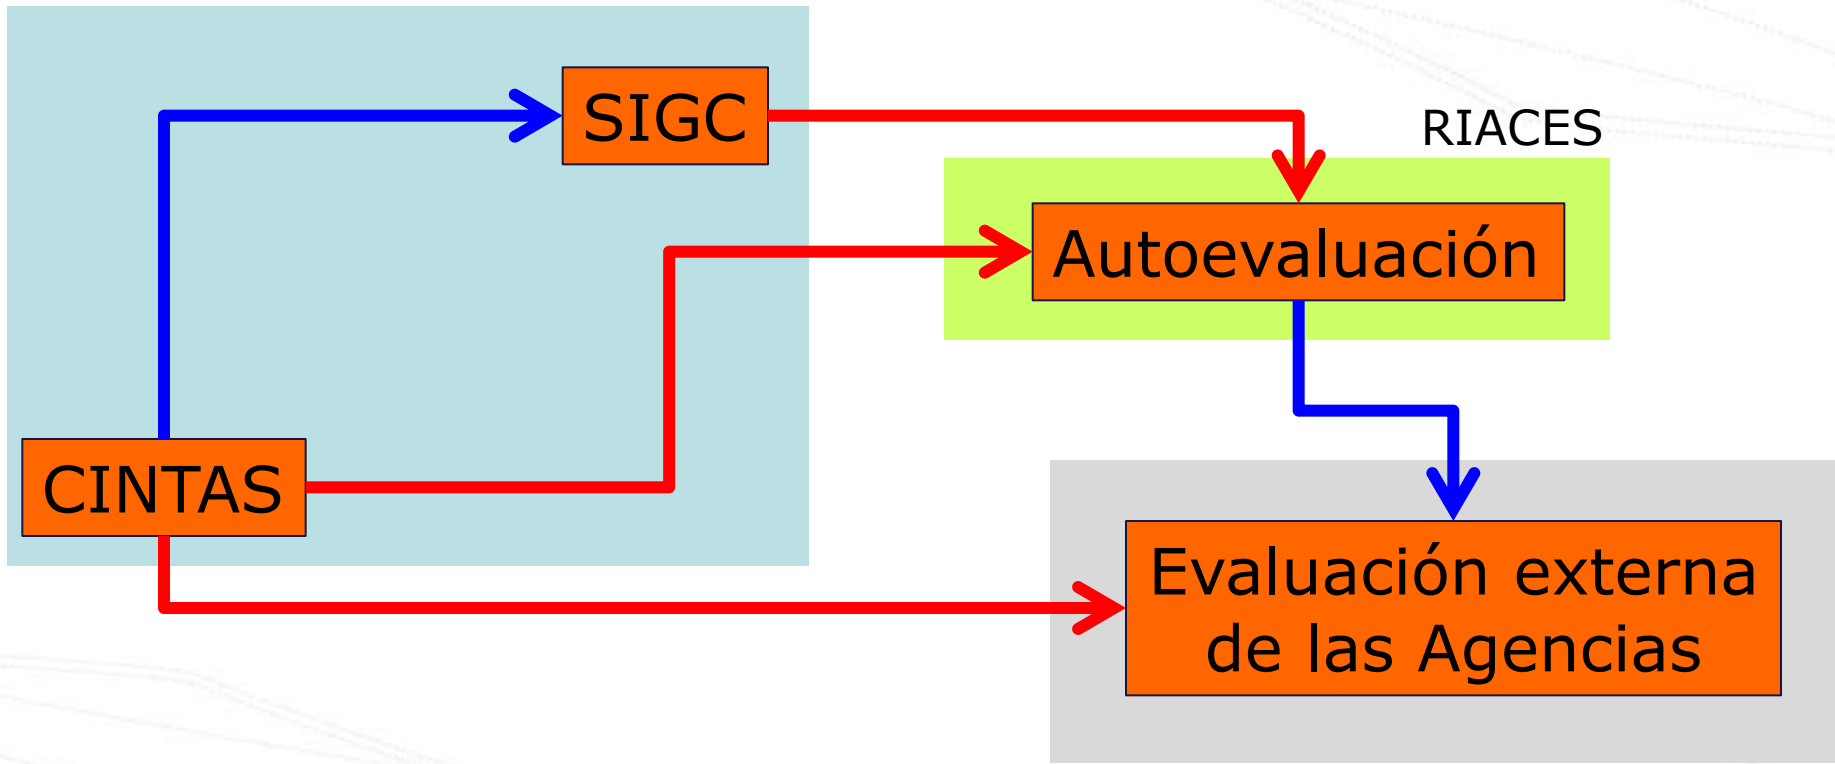 SIGC
RIACES
Autoevaluación
CINTAS
Evaluación externa
de las Agencias